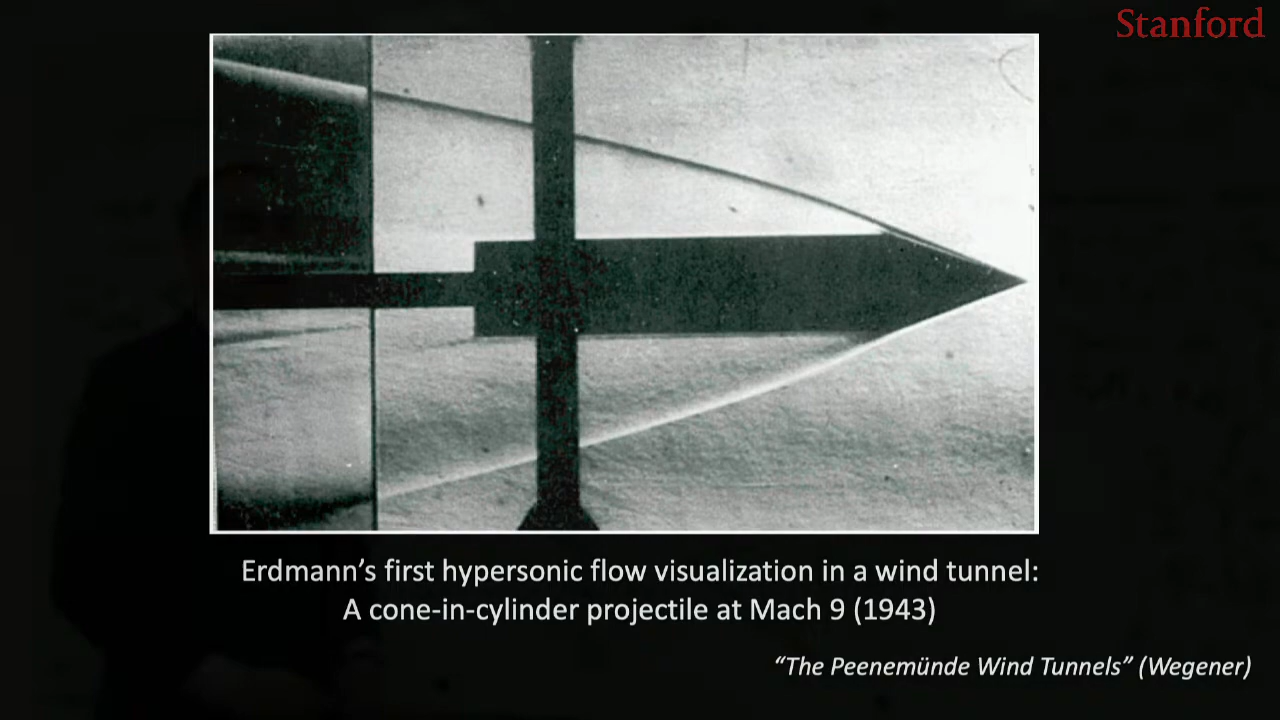 Stanford
Erdmann’s first hypersonic flow visualization in a wind tunnel:
A cone-in-cylinder projectile at Mach 9 (1943)
“The Peenemünde Wind Tunnels” (Wegener)